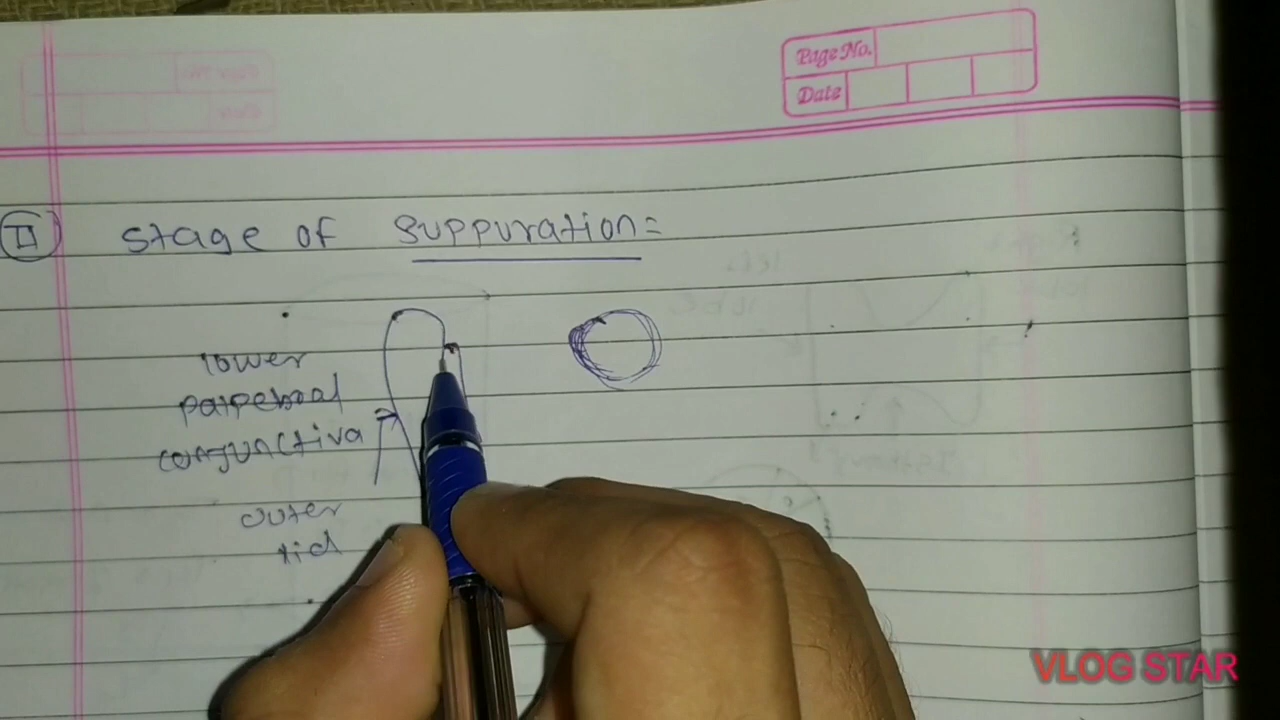 Page No.
Date
II Stage of suppuration=
lower
palpebral
conjunctiva
outer
lid
VLOG STAR